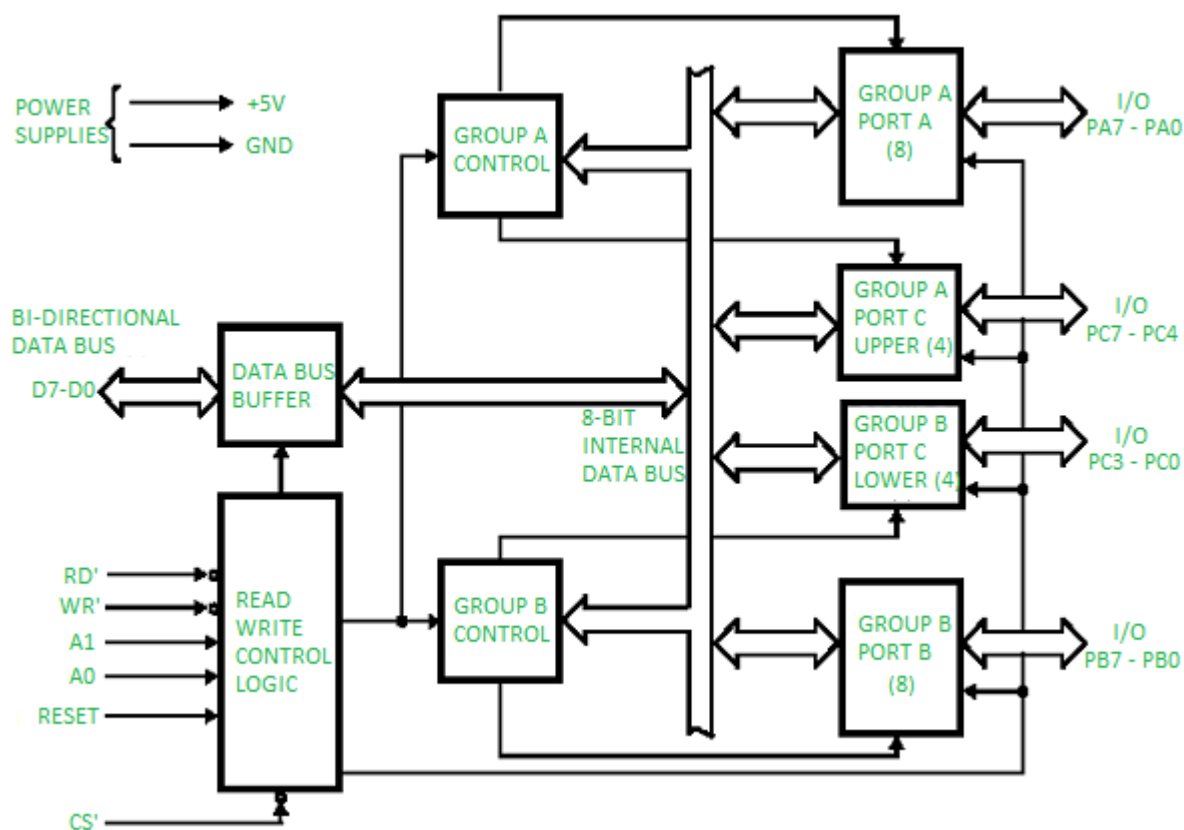 POWER
SUPPLIES
+5V
GND
GROUP A
CONTROL
GROUP A
PORT A
(8)
I/O
PA7 - PA0
GROUP A
PORT C
UPPER (4)
I/O
PC7 - PC4
BI-DIRECTIONAL
DATA BUS
D7-D0
DATA BUS
BUFFER
8-BIT
INTERNAL
DATA BUS
GROUP B
PORT C
LOWER (4)
I/O
PC3 - PC0
RD'
WR'
A1
A0
RESET
CS'
READ
WRITE
CONTROL
LOGIC
GROUP B
CONTROL
GROUP B
PORT B
(8)
I/O
PB7 - PB0